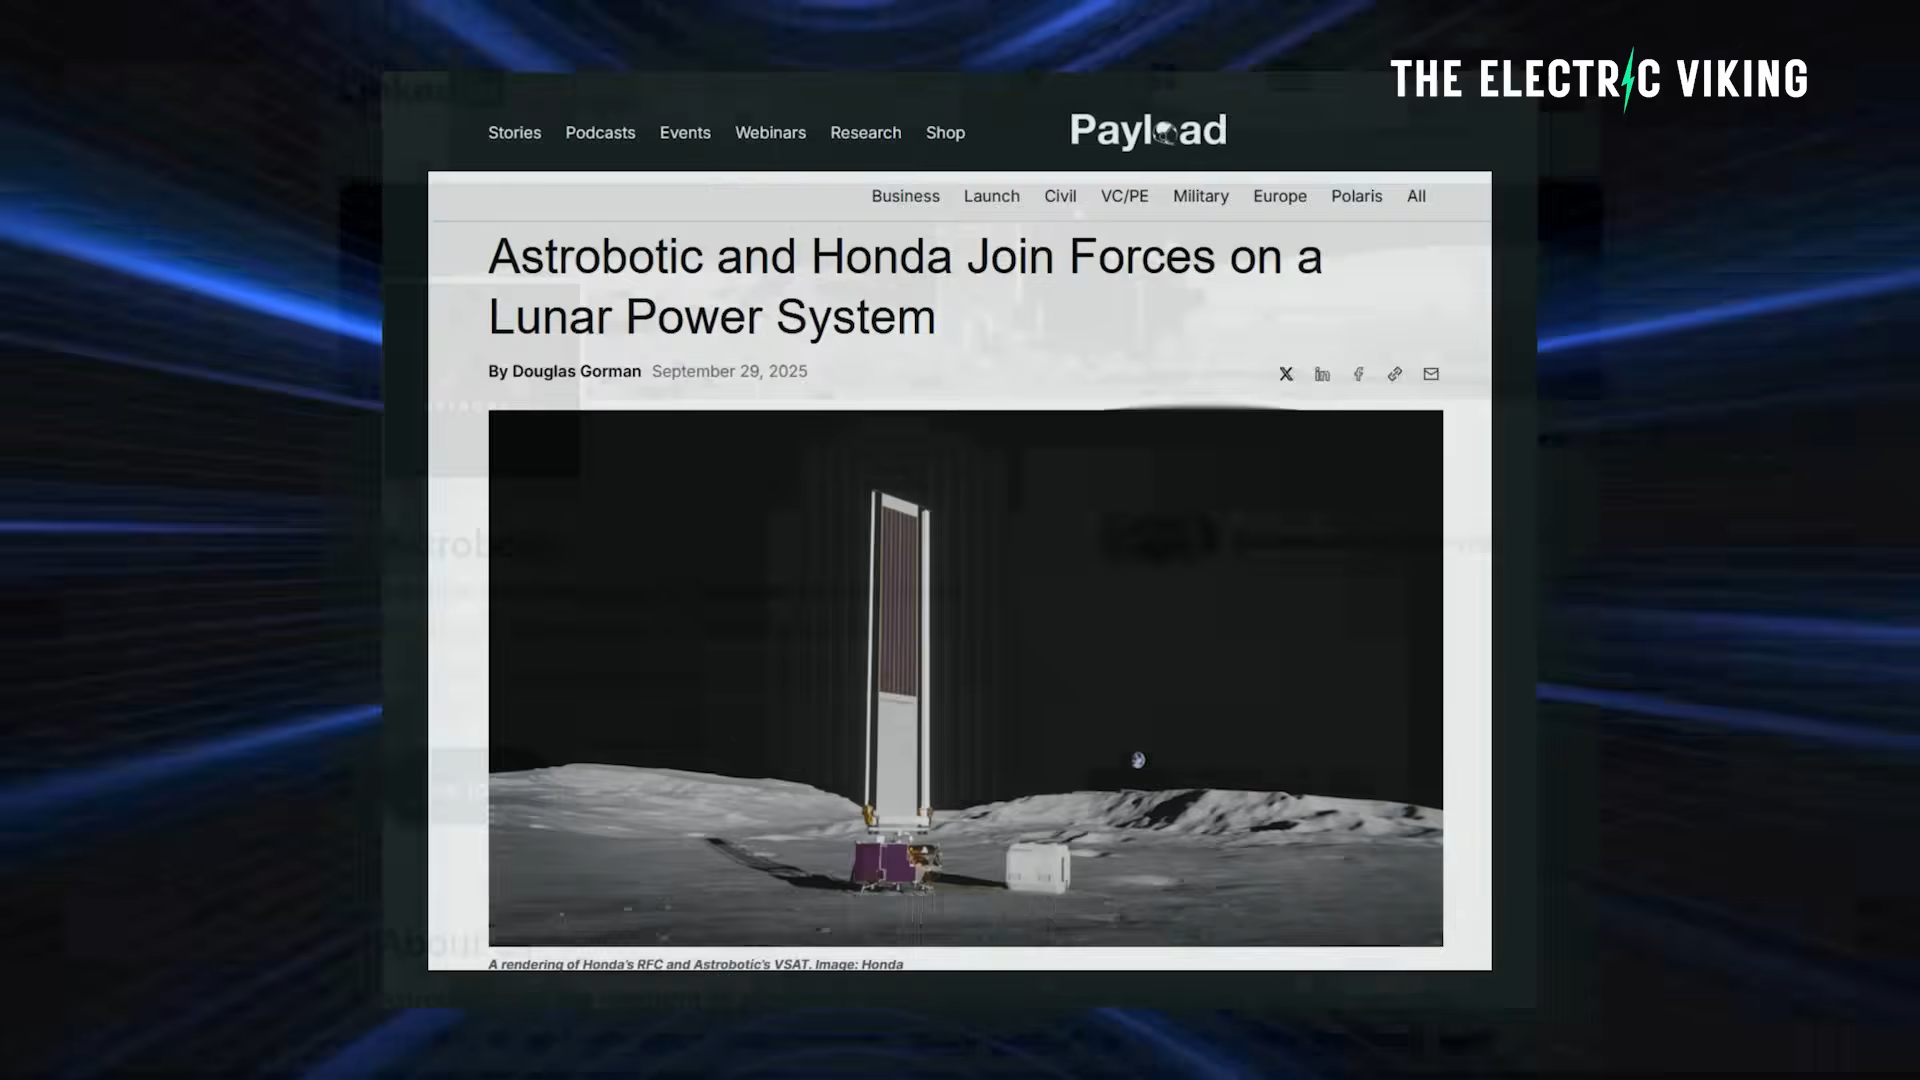 THE ELECTRIC VIKING
Stories Podcasts Events Webinars Research Shop
Payload
Business Launch Civil VC/PE Military Europe Polaris All
Astrobotic and Honda Join Forces on a
Lunar Power System
By Douglas Gorman September 29, 2025
A rendering of Honda's RFC and Astrobotic's VSAT. Image: Honda
About